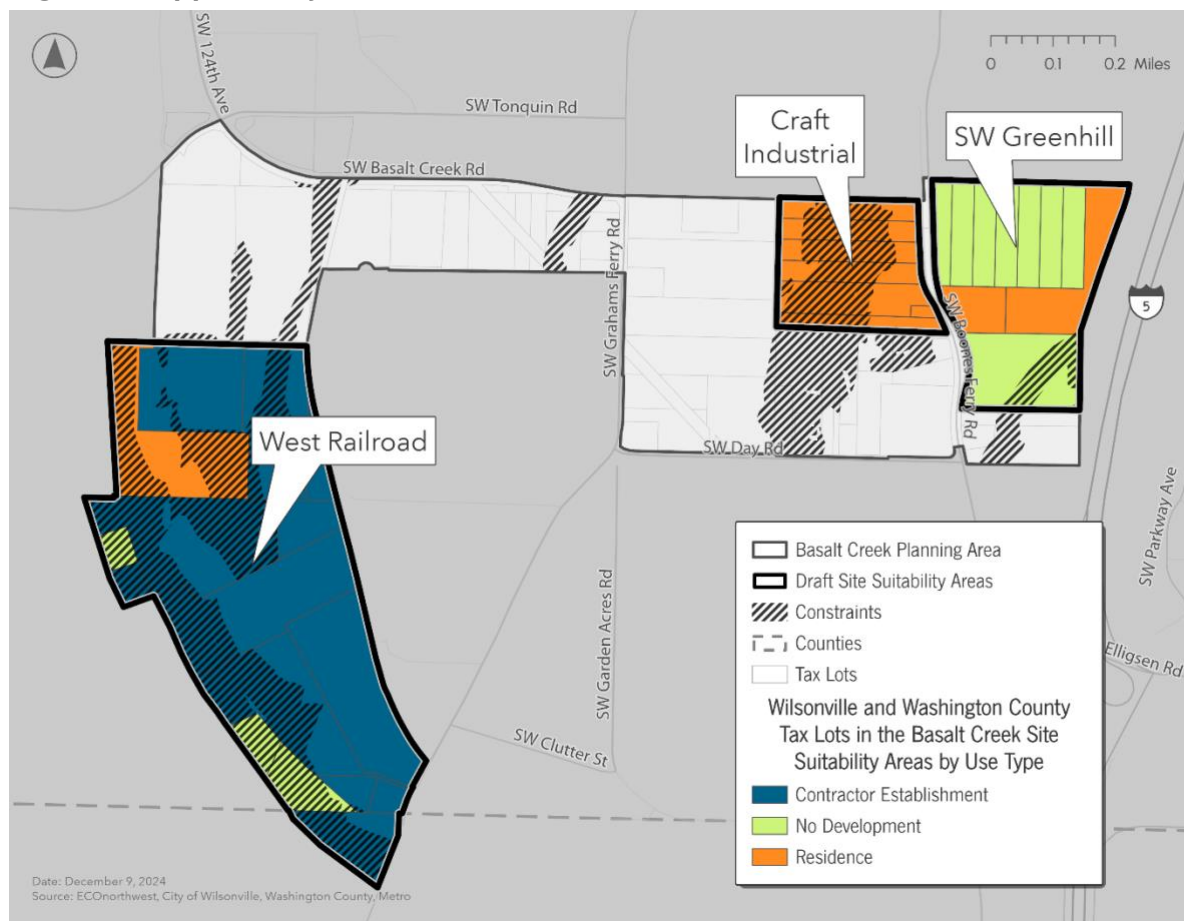 SW 124th Ave
SW Tonquin Rd
SW Basalt Creek Rd
0 0.1 0.2 Miles
Craft
Industrial
SW Greenhill
SW Grahams Ferry Rd
SW Boones Ferry Rd
5
West Railroad
SW Day Rd
SW Parkway Ave
SW Garden Acres Rd
Elligsen Rd
SW Clutter St
Basalt Creek Planning Area
Draft Site Suitability Areas
Constraints
Counties
Tax Lots
Wilsonville and Washington County
Tax Lots in the Basalt Creek Site
Suitability Areas by Use Type
Contractor Establishment
No Development
Residence
Date: December 9, 2024
Source: ECOnorthwest, City of Wilsonville, Washington County, Metro